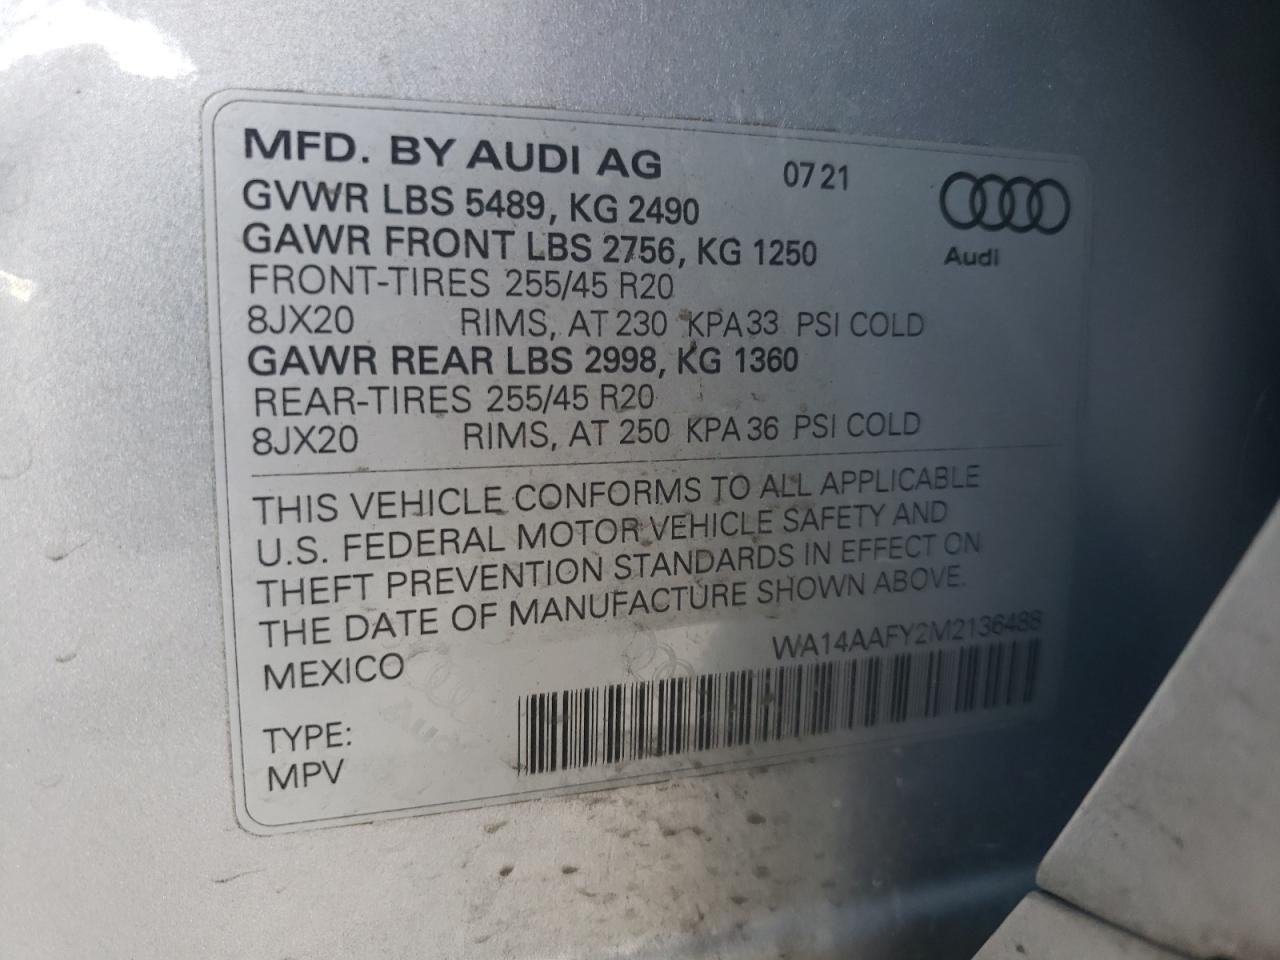 MFD. BY AUDI AG 07 21
GVWR LBS 5489, KG 2490
GAWR FRONT LBS 2756, KG 1250
Audi
FRONT-TIRES 255/45 R20
8JX20 RIMS, AT 230 KPA 33 PSI COLD
GAWR REAR LBS 2998, KG 1360
REAR-TIRES 255/45 R20
8JX20 RIMS, AT 250 KPA 36 PSI COLD
THIS VEHICLE CONFORMS TO ALL APPLICABLE
U.S. FEDERAL MOTOR VEHICLE SAFETY AND
THEFT PREVENTION STANDARDS IN EFFECT ON
THE DATE OF MANUFACTURE SHOWN ABOVE.
MEXICO
WA14AAFY2M2136488
Audi
TYPE:
MPV